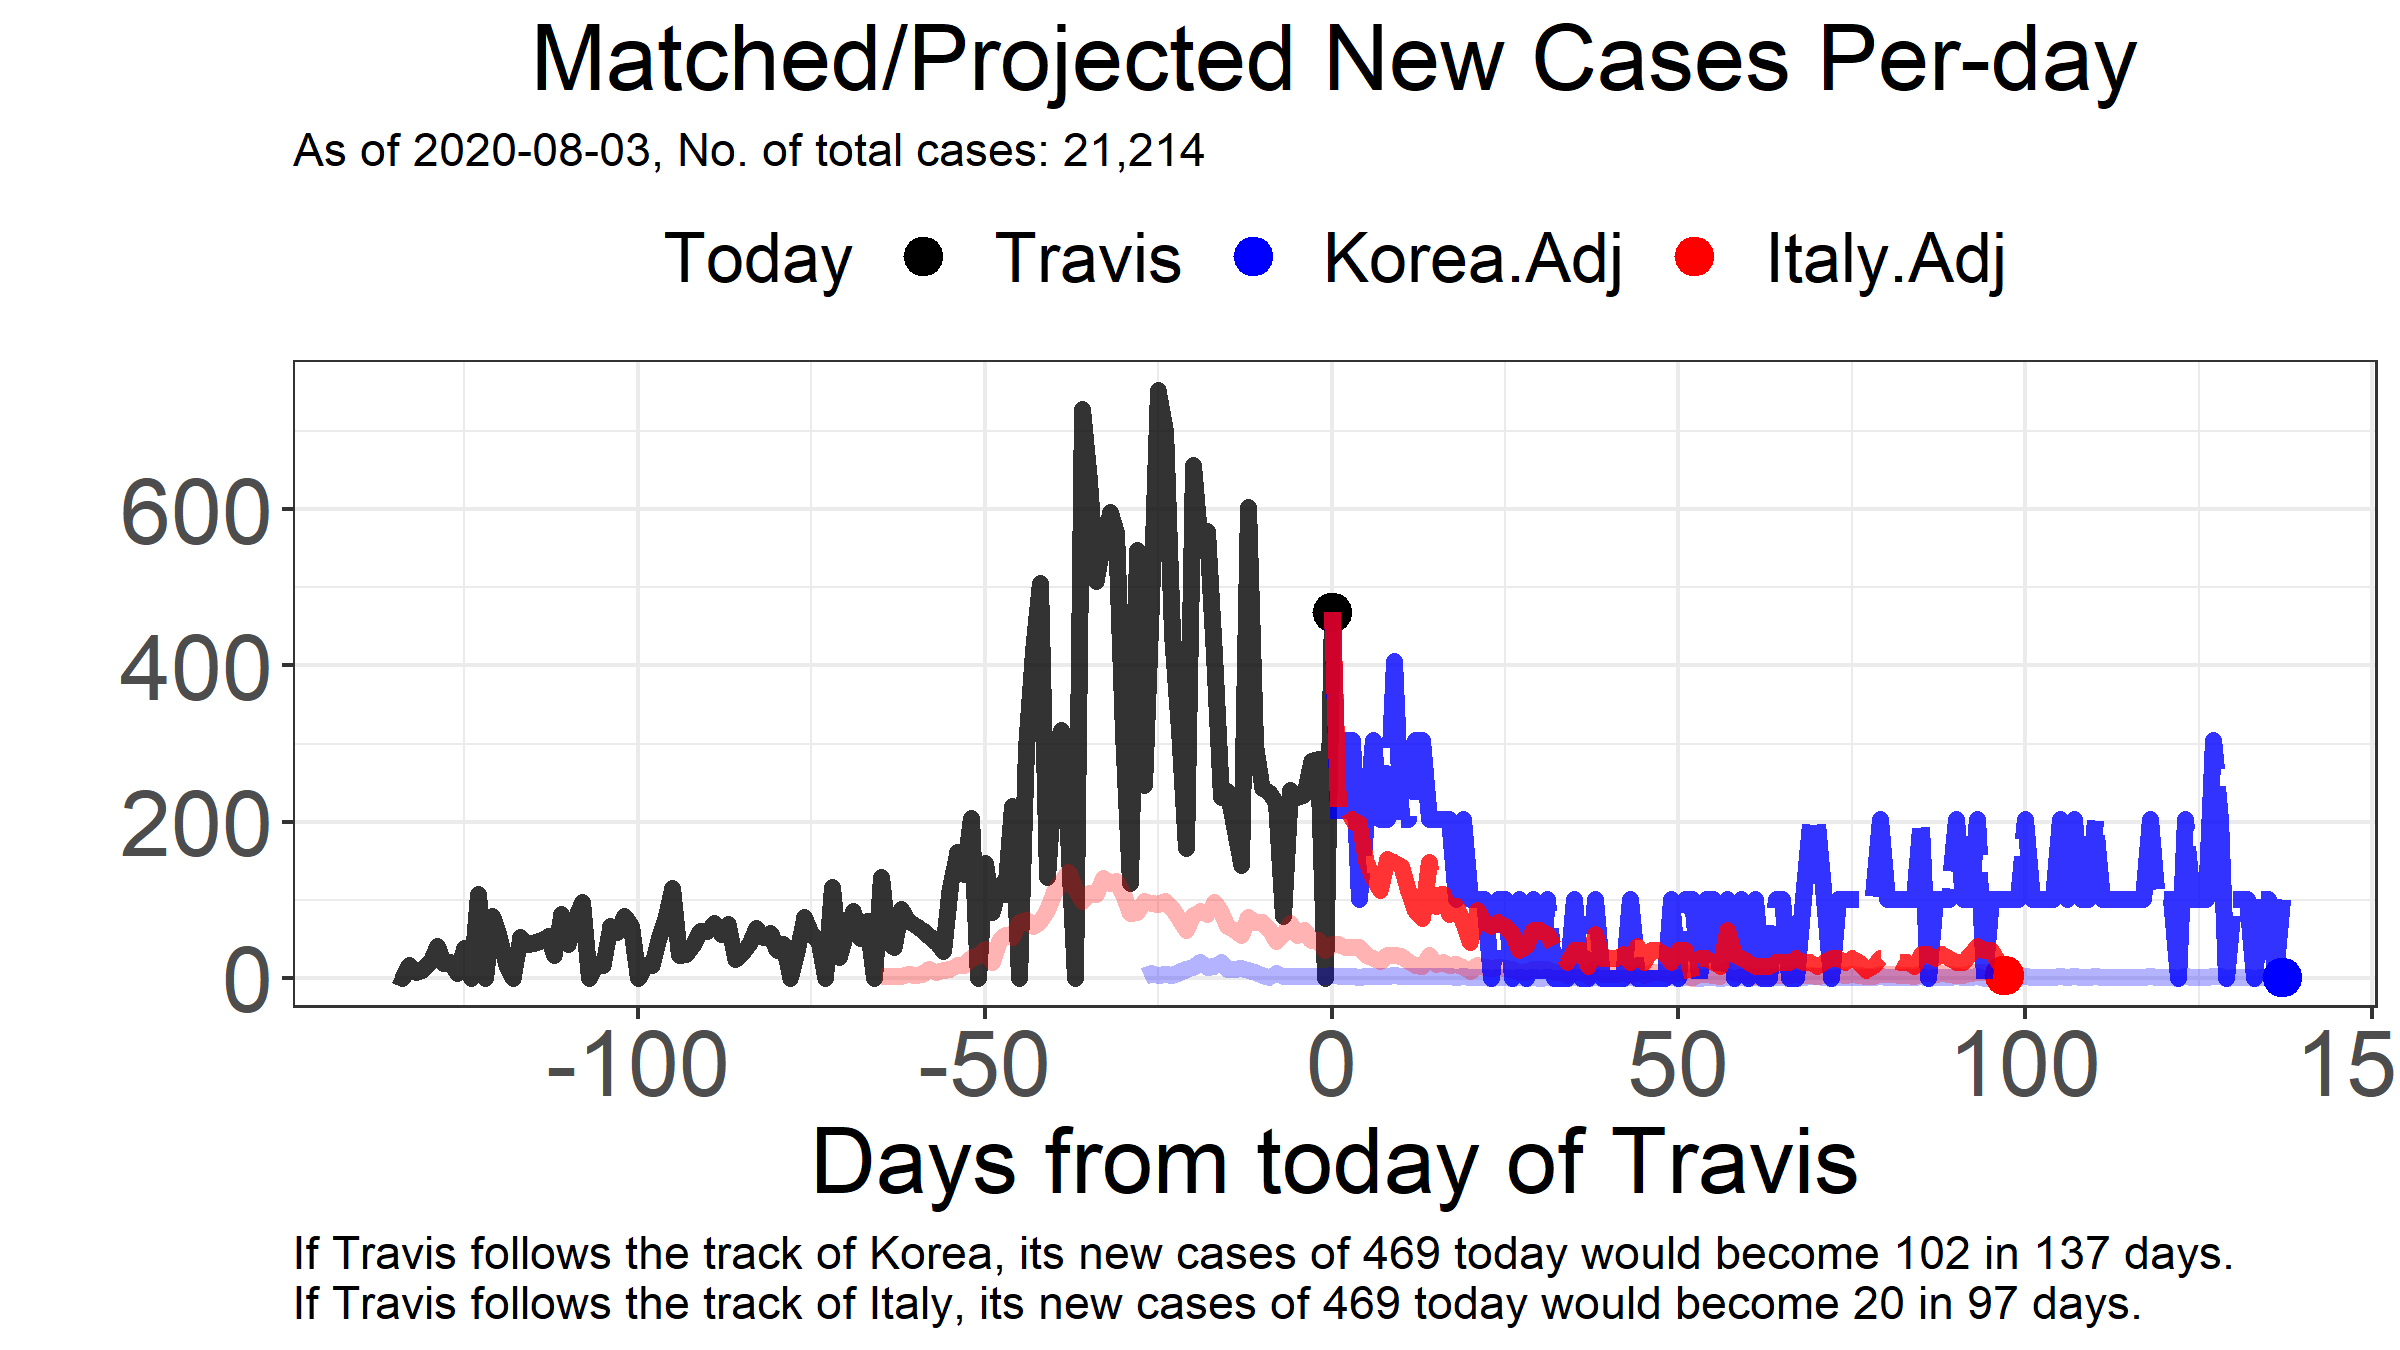 Matched/Projected New Cases Per-day
As of 2020-08-03, No. of total cases: 21,214
Today Travis Korea.Adj Italy.Adj
600
400
200
0
-100 -50 0 50 100 15
Days from today of Travis
If Travis follows the track of Korea, its new cases of 469 today would become 102 in 137 days.
If Travis follows the track of Italy, its new cases of 469 today would become 20 in 97 days.